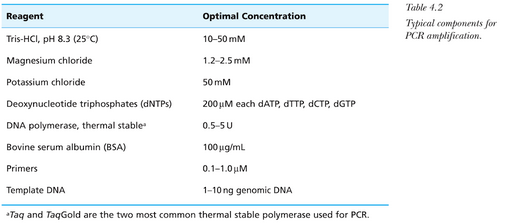 Reagent Optimal Concentration
Tris-HCl, pH 8.3 (25°C) 10–50 mM
Magnesium chloride 1.2–2.5 mM
Potassium chloride 50 mM
Deoxynucleotide triphosphates (dNTPs) 200 μM each dATP, dTTP, dCTP, dGTP
DNA polymerase, thermal stableᵃ 0.5–5 U
Bovine serum albumin (BSA) 100 μg/mL
Primers 0.1–1.0 μM
Template DNA 1–10 ng genomic DNA
ᵃTaq and TaqGold are the two most common thermal stable polymerase used for PCR.
Table 4.2
Typical components for
PCR amplification.